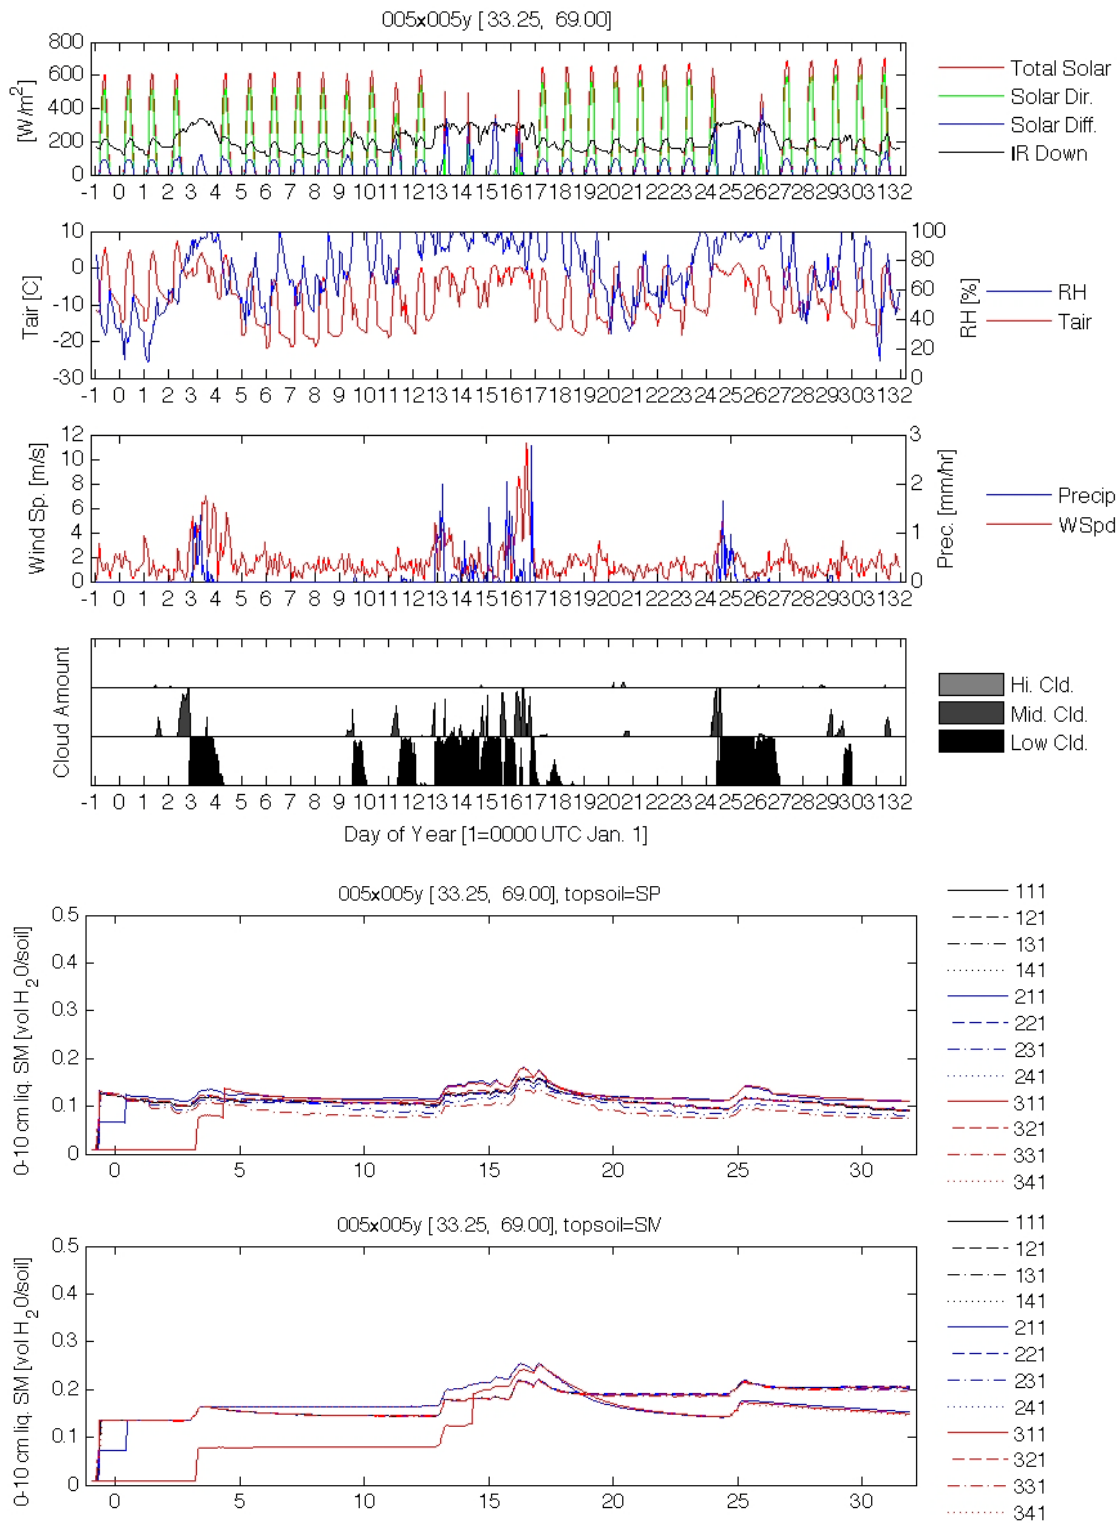 005x005y [33.25, 69.00]
800
600
400
200
0
[W/m²]
-1 0 1 2 3 4 5 6 7 8 9 10 11 12 13 14 15 16 17 18 19 20 21 22 23 24 25 26 27 28 29 30 31 32
Total Solar
Solar Dir.
Solar Diff.
IR Down
10
0
-10
-20
-30
Tair [C]
100
80
60
40
20
0
RH [%]
-1 0 1 2 3 4 5 6 7 8 9 10 11 12 13 14 15 16 17 18 19 20 21 22 23 24 25 26 27 28 29 30 31 32
RH
Tair
12
10
8
6
4
2
0
Wind Sp. [m/s]
3
2
1
0
Prec. [mm/hr]
-1 0 1 2 3 4 5 6 7 8 9 10 11 12 13 14 15 16 17 18 19 20 21 22 23 24 25 26 27 28 29 30 31 32
Precip
WSpd
Cloud Amount
-1 0 1 2 3 4 5 6 7 8 9 10 11 12 13 14 15 16 17 18 19 20 21 22 23 24 25 26 27 28 29 30 31 32
Day of Year [1=0000 UTC Jan. 1]
Hi. Cld.
Mid. Cld.
Low Cld.
005x005y [33.25, 69.00], topsoil=SP
0.5
0.4
0.3
0.2
0.1
0
0-10 cm liq. SM [vol H₂0/soil]
0 5 10 15 20 25 30
111
121
131
141
211
221
231
241
311
321
331
341
005x005y [33.25, 69.00], topsoil=SM
0.5
0.4
0.3
0.2
0.1
0
0-10 cm liq. SM [vol H₂0/soil]
0 5 10 15 20 25 30
111
121
131
141
211
221
231
241
311
321
331
341